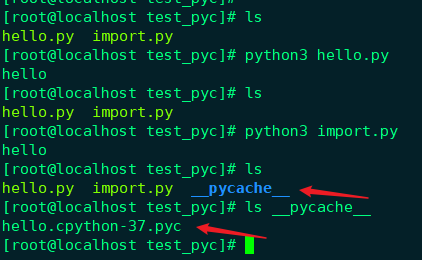 [root@localhost test_pyc]# ls
hello.py  import.py
[root@localhost test_pyc]# python3 hello.py
hello
[root@localhost test_pyc]# ls
hello.py  import.py
[root@localhost test_pyc]# python3 import.py
hello
[root@localhost test_pyc]# ls
hello.py  import.py  __pycache__
[root@localhost test_pyc]# ls __pycache__
hello.cpython-37.pyc
[root@localhost test_pyc]#